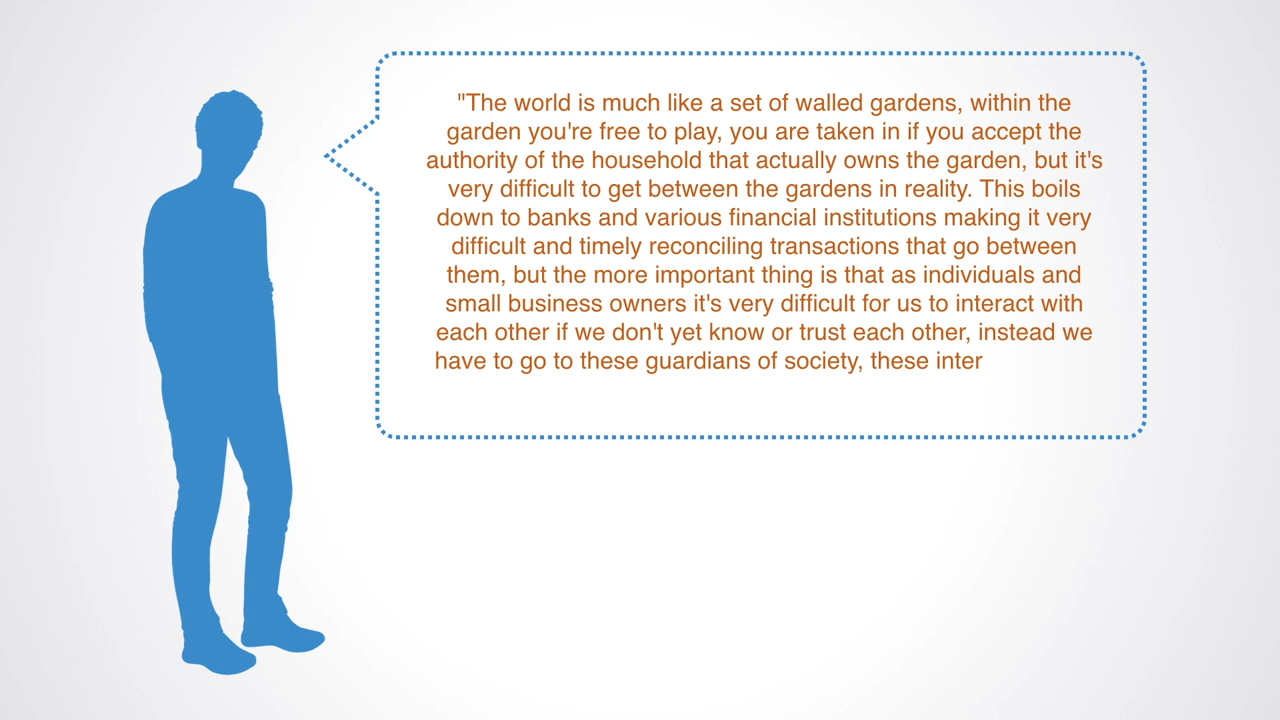 "The world is much like a set of walled gardens, within the
garden you're free to play, you are taken in if you accept the
authority of the household that actually owns the garden, but it's
very difficult to get between the gardens in reality. This boils
down to banks and various financial institutions making it very
difficult and timely reconciling transactions that go between
them, but the more important thing is that as individuals and
small business owners it's very difficult for us to interact with
each other if we don't yet know or trust each other, instead we
have to go to these guardians of society, these inter